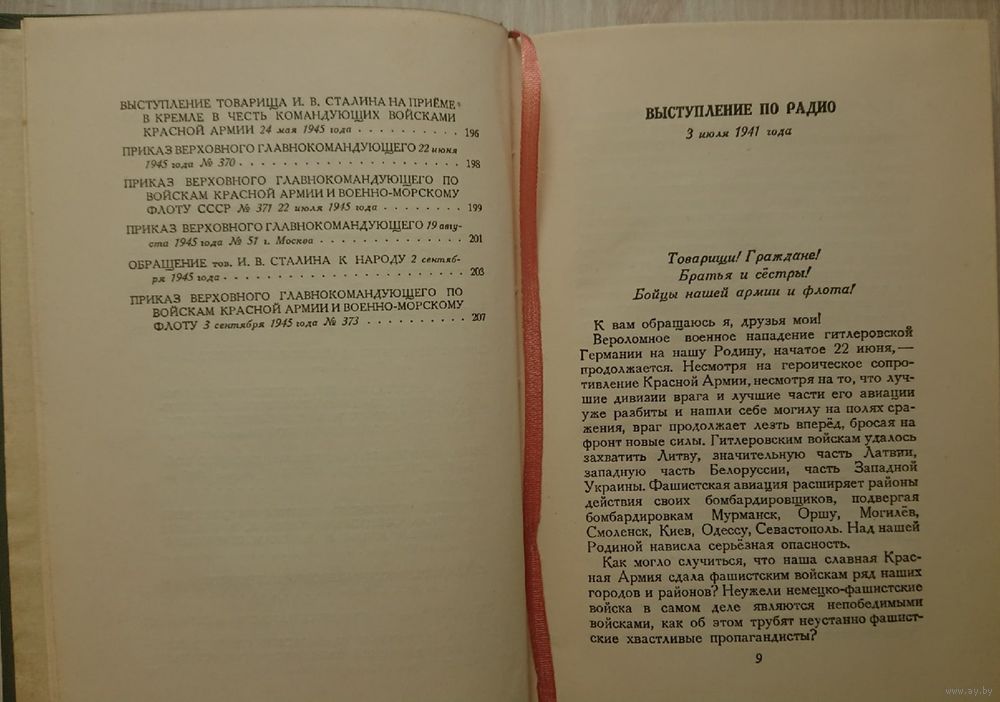 ВЫСТУПЛЕНИЕ ТОВАРИЩА И. В. СТАЛИНА НА ПРИЁМЕ
В КРЕМЛЕ В ЧЕСТЬ КОМАНДУЮЩИХ ВОЙСКАМИ
КРАСНОЙ АРМИИ 24 мая 1945 года . . . . . . . . . . 196
ПРИКАЗ ВЕРХОВНОГО ГЛАВНОКОМАНДУЮЩЕГО 22 июня
1945 года № 370 . . . . . . . . . . . . . . . . . . . . 198
ПРИКАЗ ВЕРХОВНОГО ГЛАВНОКОМАНДУЮЩЕГО ПО
ВОЙСКАМ КРАСНОЙ АРМИИ И ВОЕННО-МОРСКОМУ
ФЛОТУ СССР № 371 22 июля 1945 года . . . . . . . . 199
ПРИКАЗ ВЕРХОВНОГО ГЛАВНОКОМАНДУЮЩЕГО 19 авгу-
ста 1945 года № 51 г. Москва . . . . . . . . . . . . . 201
ОБРАЩЕНИЕ тов. И. В. СТАЛИНА К НАРОДУ 2 сентяб-
ря 1945 года . . . . . . . . . . . . . . . . . . . . . . 203
ПРИКАЗ ВЕРХОВНОГО ГЛАВНОКОМАНДУЮЩЕГО ПО
ВОЙСКАМ КРАСНОЙ АРМИИ И ВОЕННО-МОРСКОМУ
ФЛОТУ 3 сентября 1945 года № 373 . . . . . . . . . . 207
ВЫСТУПЛЕНИЕ ПО РАДИО
3 июля 1941 года
Товарищи! Граждане!
Братья и сёстры!
Бойцы нашей армии и флота!
К вам обращаюсь я, друзья мои!
Вероломное военное нападение гитлеровской
Германии на нашу Родину, начатое 22 июня,—
продолжается. Несмотря на героическое сопро-
тивление Красной Армии, несмотря на то, что луч-
шие дивизии врага и лучшие части его авиации
уже разбиты и нашли себе могилу на полях сра-
жения, враг продолжает лезть вперёд, бросая на
фронт новые силы. Гитлеровским войскам удалось
захватить Литву, значительную часть Латвии,
западную часть Белоруссии, часть Западной
Украины. Фашистская авиация расширяет районы
действия своих бомбардировщиков, подвергая
бомбардировкам Мурманск, Оршу, Могилёв,
Смоленск, Киев, Одессу, Севастополь. Над нашей
Родиной нависла серьёзная опасность.
Как могло случиться, что наша славная Крас-
ная Армия сдала фашистским войскам ряд наших
городов и районов? Неужели немецко-фашистские
войска в самом деле являются непобедимыми
войсками, как об этом трубят неустанно фашист-
ские хвастливые пропагандисты?
9
www.ay.by